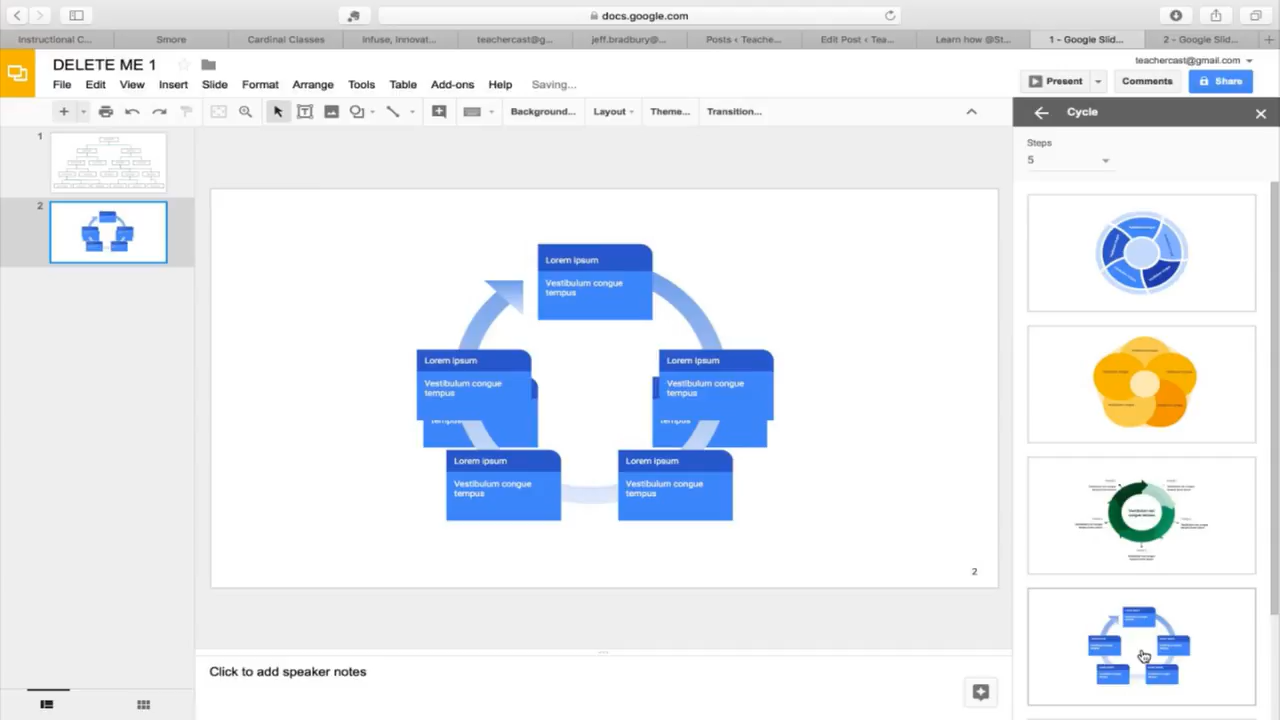 docs.google.com
Instructional C...
Smore
Cardinal Classes
Infuse, Innovat...
teachercast@g...
jeff.bradbury@...
Posts ‹ Teache...
Edit Post ‹ Tea...
Learn how @St...
1 - Google Slid...
2 - Google Slid...
DELETE ME 1
teachercast@gmail.com
File Edit View Insert Format Arrange Tools Table Add-ons Help Saving...
Present
Comments
Share
Background...
Layout
Theme...
Transition...
Cycle
Steps
5
1
2
Lorem ipsum
Vestibulum congue
tempus
Lorem ipsum
Vestibulum congue
tempus
tempus
Lorem ipsum
Vestibulum congue
tempus
tempus
Lorem ipsum
Vestibulum congue
tempus
Lorem ipsum
Vestibulum congue
tempus
2
Click to add speaker notes